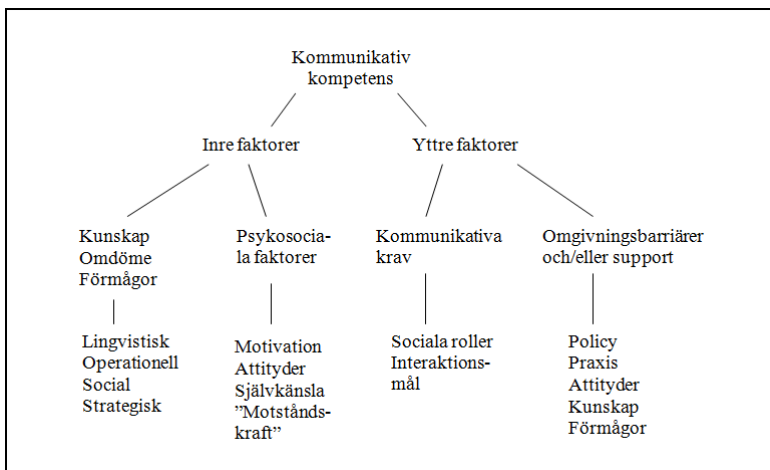 Kommunikativ
kompetens
Inre faktorer
Yttre faktorer
Kunskap
Omdöme
Förmågor
Psykosocia-
la faktorer
Kommunikativa
krav
Omgivningsbarriärer
och/eller support
Lingvistisk
Operationell
Social
Strategisk
Motivation
Attityder
Självkänsla
”Motstånds-
kraft”
Sociala roller
Interaktions-
mål
Policy
Praxis
Attityder
Kunskap
Förmågor